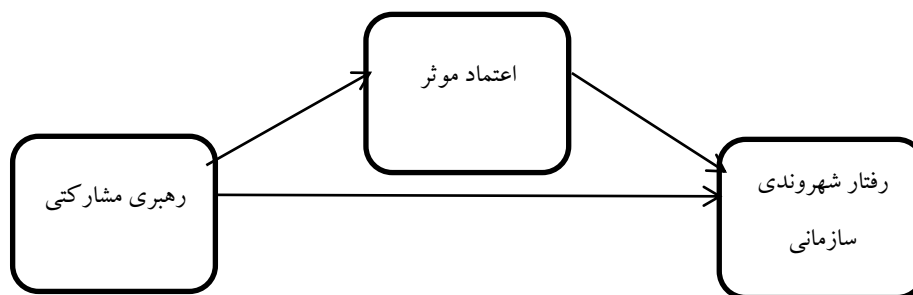 اعتماد موثر
رهبری مشارکتی
رفتار شهروندی
سازمانی